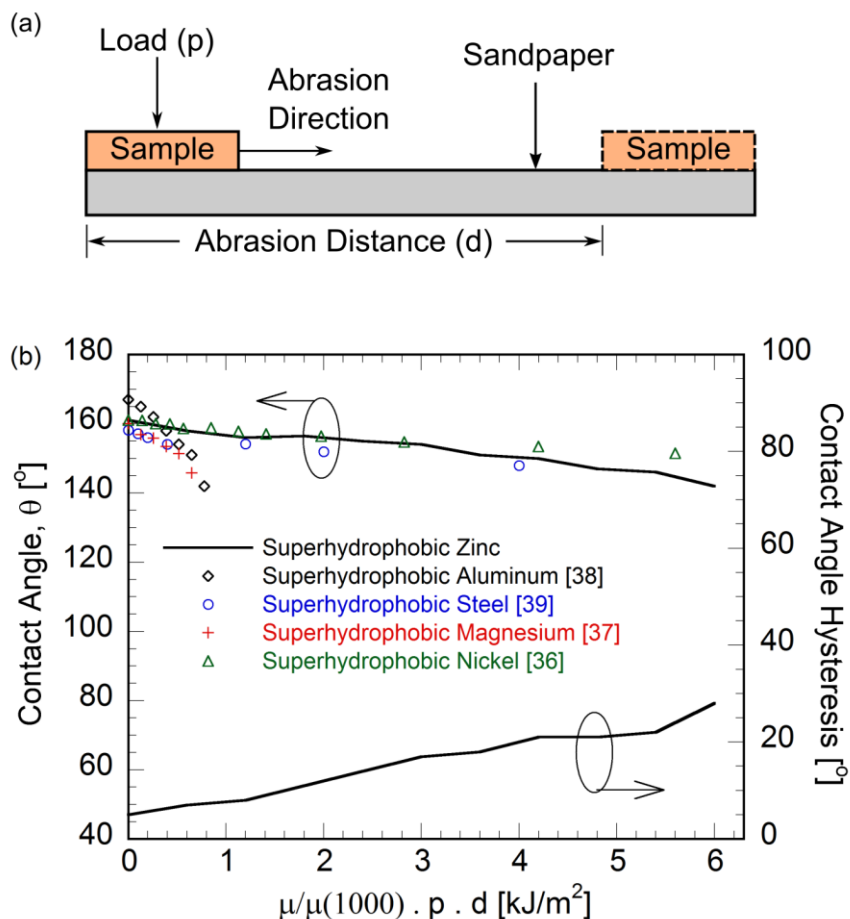 (a)
Load (p)
Abrasion
Direction
Sandpaper
Sample
Sample
Abrasion Distance (d)
(b)
180
160
140
120
100
80
60
40
Contact Angle, θ [°]
100
80
60
40
20
0
Contact Angle Hysteresis [°]
Superhydrophobic Zinc
Superhydrophobic Aluminum [38]
Superhydrophobic Steel [39]
Superhydrophobic Magnesium [37]
Superhydrophobic Nickel [36]
0 1 2 3 4 5 6
μ/μ(1000) . p . d [kJ/m²]